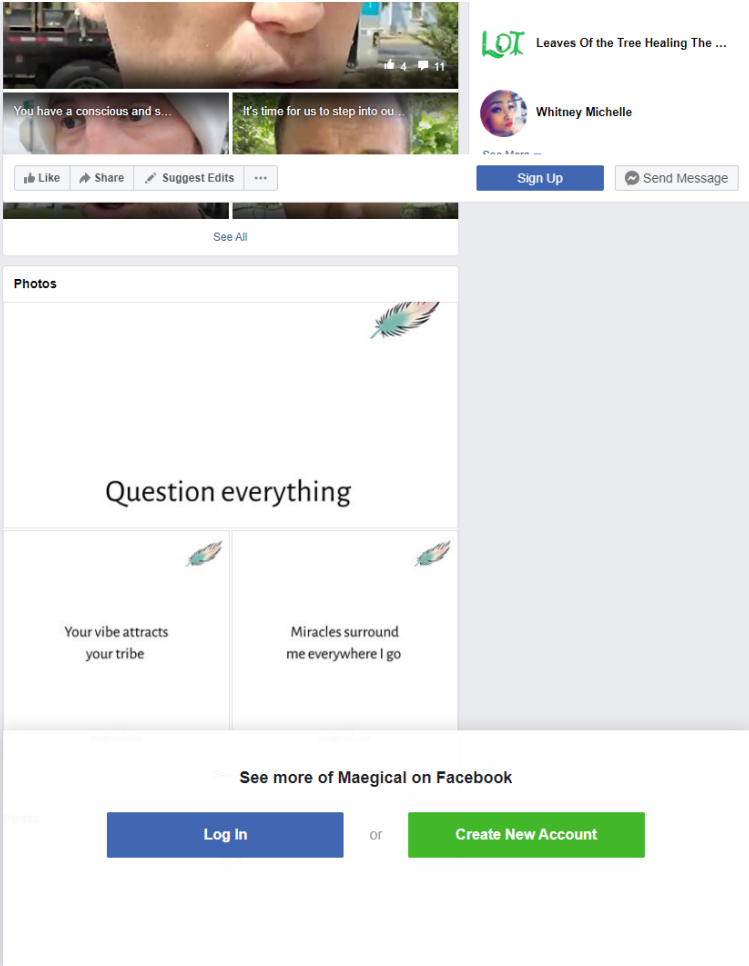 4 11
You have a conscious and s...
It's time for us to step into ou...
LOT Leaves Of the Tree Healing The ...
Whitney Michelle
See More
Like Share Suggest Edits ...
Sign Up Send Message
See All
Photos
Question everything
Your vibe attracts
your tribe
Miracles surround
me everywhere I go
See more of Maegical on Facebook
Log In or Create New Account